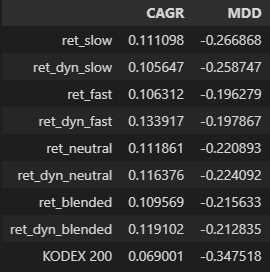 CAGR MDD
ret_slow 0.111098 -0.266868
ret_dyn_slow 0.105647 -0.258747
ret_fast 0.106312 -0.196279
ret_dyn_fast 0.133917 -0.197867
ret_neutral 0.111861 -0.220893
ret_dyn_neutral 0.116376 -0.224092
ret_blended 0.109569 -0.215633
ret_dyn_blended 0.119102 -0.212835
KODEX 200 0.069001 -0.347518